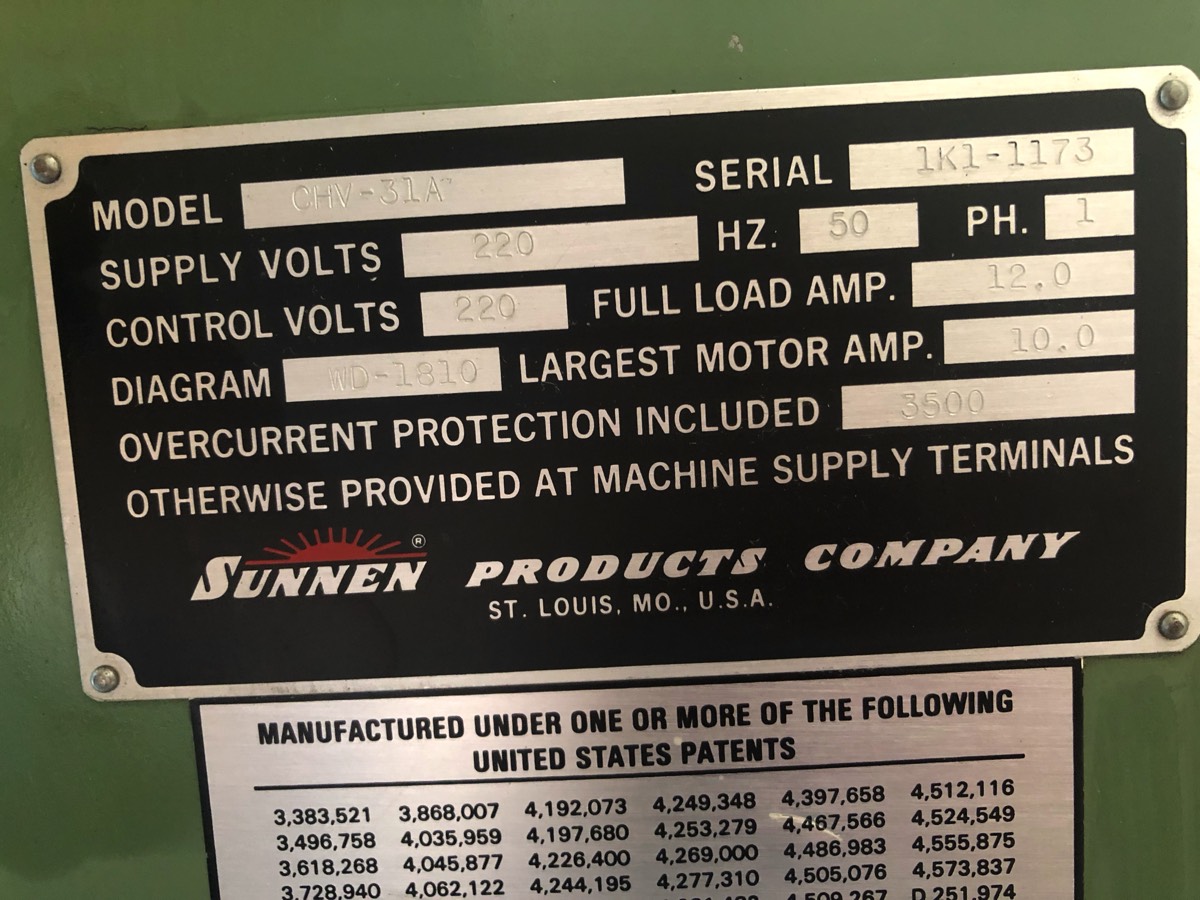 MODEL CHV-31A SERIAL 1K1-1173
SUPPLY VOLTS 220 HZ. 50 PH. 1
CONTROL VOLTS 220 FULL LOAD AMP. 12.0
DIAGRAM WD-1810 LARGEST MOTOR AMP. 10.0
OVERCURRENT PROTECTION INCLUDED 3500
OTHERWISE PROVIDED AT MACHINE SUPPLY TERMINALS
SUNNEN ® PRODUCTS COMPANY
ST. LOUIS, MO., U.S.A.
MANUFACTURED UNDER ONE OR MORE OF THE FOLLOWING
UNITED STATES PATENTS
3,383,521 3,868,007 4,192,073 4,249,348 4,397,658 4,512,116
3,496,758 4,035,959 4,197,680 4,253,279 4,467,566 4,524,549
3,618,268 4,045,877 4,226,400 4,269,000 4,486,983 4,555,875
3,728,940 4,062,122 4,244,195 4,277,310 4,505,076 4,573,837
4,509,267 D 251,974